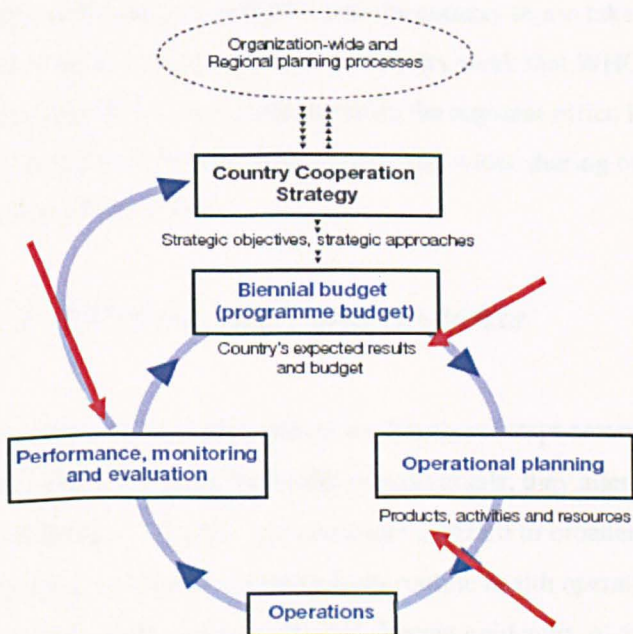 Organization-wide and
Regional planning processes
Country Cooperation
Strategy
Strategic objectives, strategic approaches
Biennial budget
(programme budget)
Country's expected results
and budget
Performance, monitoring
and evaluation
Operational planning
Products, activities and resources
Operations